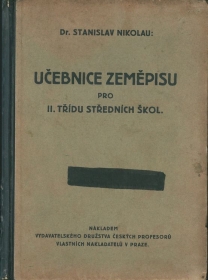 Dr. STANISLAV NIKOLAU:
UČEBNICE ZEMĚPISU
PRO
II. TŘÍDU STŘEDNÍCH ŠKOL.
NÁKLADEM
VYDAVATELSKÉHO DRUŽSTVA ČESKÝCH PROFESORŮ
VLASTNÍCH NAKLADATELŮ V PRAZE.